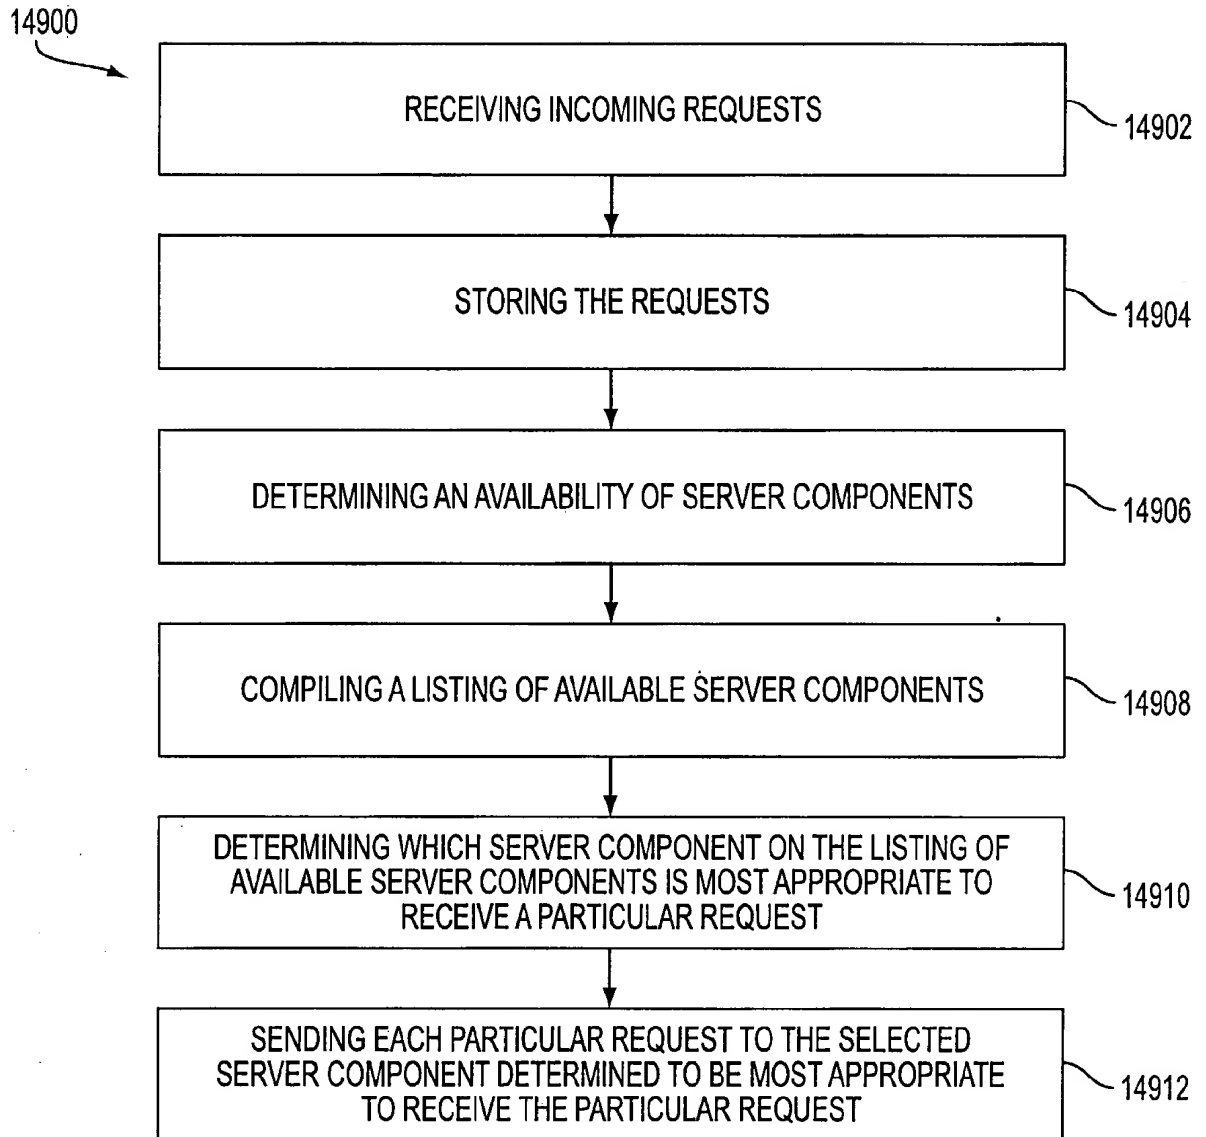 14900
RECEIVING INCOMING REQUESTS
14902
STORING THE REQUESTS
14904
DETERMINING AN AVAILABILITY OF SERVER COMPONENTS
14906
COMPILING A LISTING OF AVAILABLE SERVER COMPONENTS
14908
DETERMINING WHICH SERVER COMPONENT ON THE LISTING OF
AVAILABLE SERVER COMPONENTS IS MOST APPROPRIATE TO
RECEIVE A PARTICULAR REQUEST
14910
SENDING EACH PARTICULAR REQUEST TO THE SELECTED
SERVER COMPONENT DETERMINED TO BE MOST APPROPRIATE
TO RECEIVE THE PARTICULAR REQUEST
14912